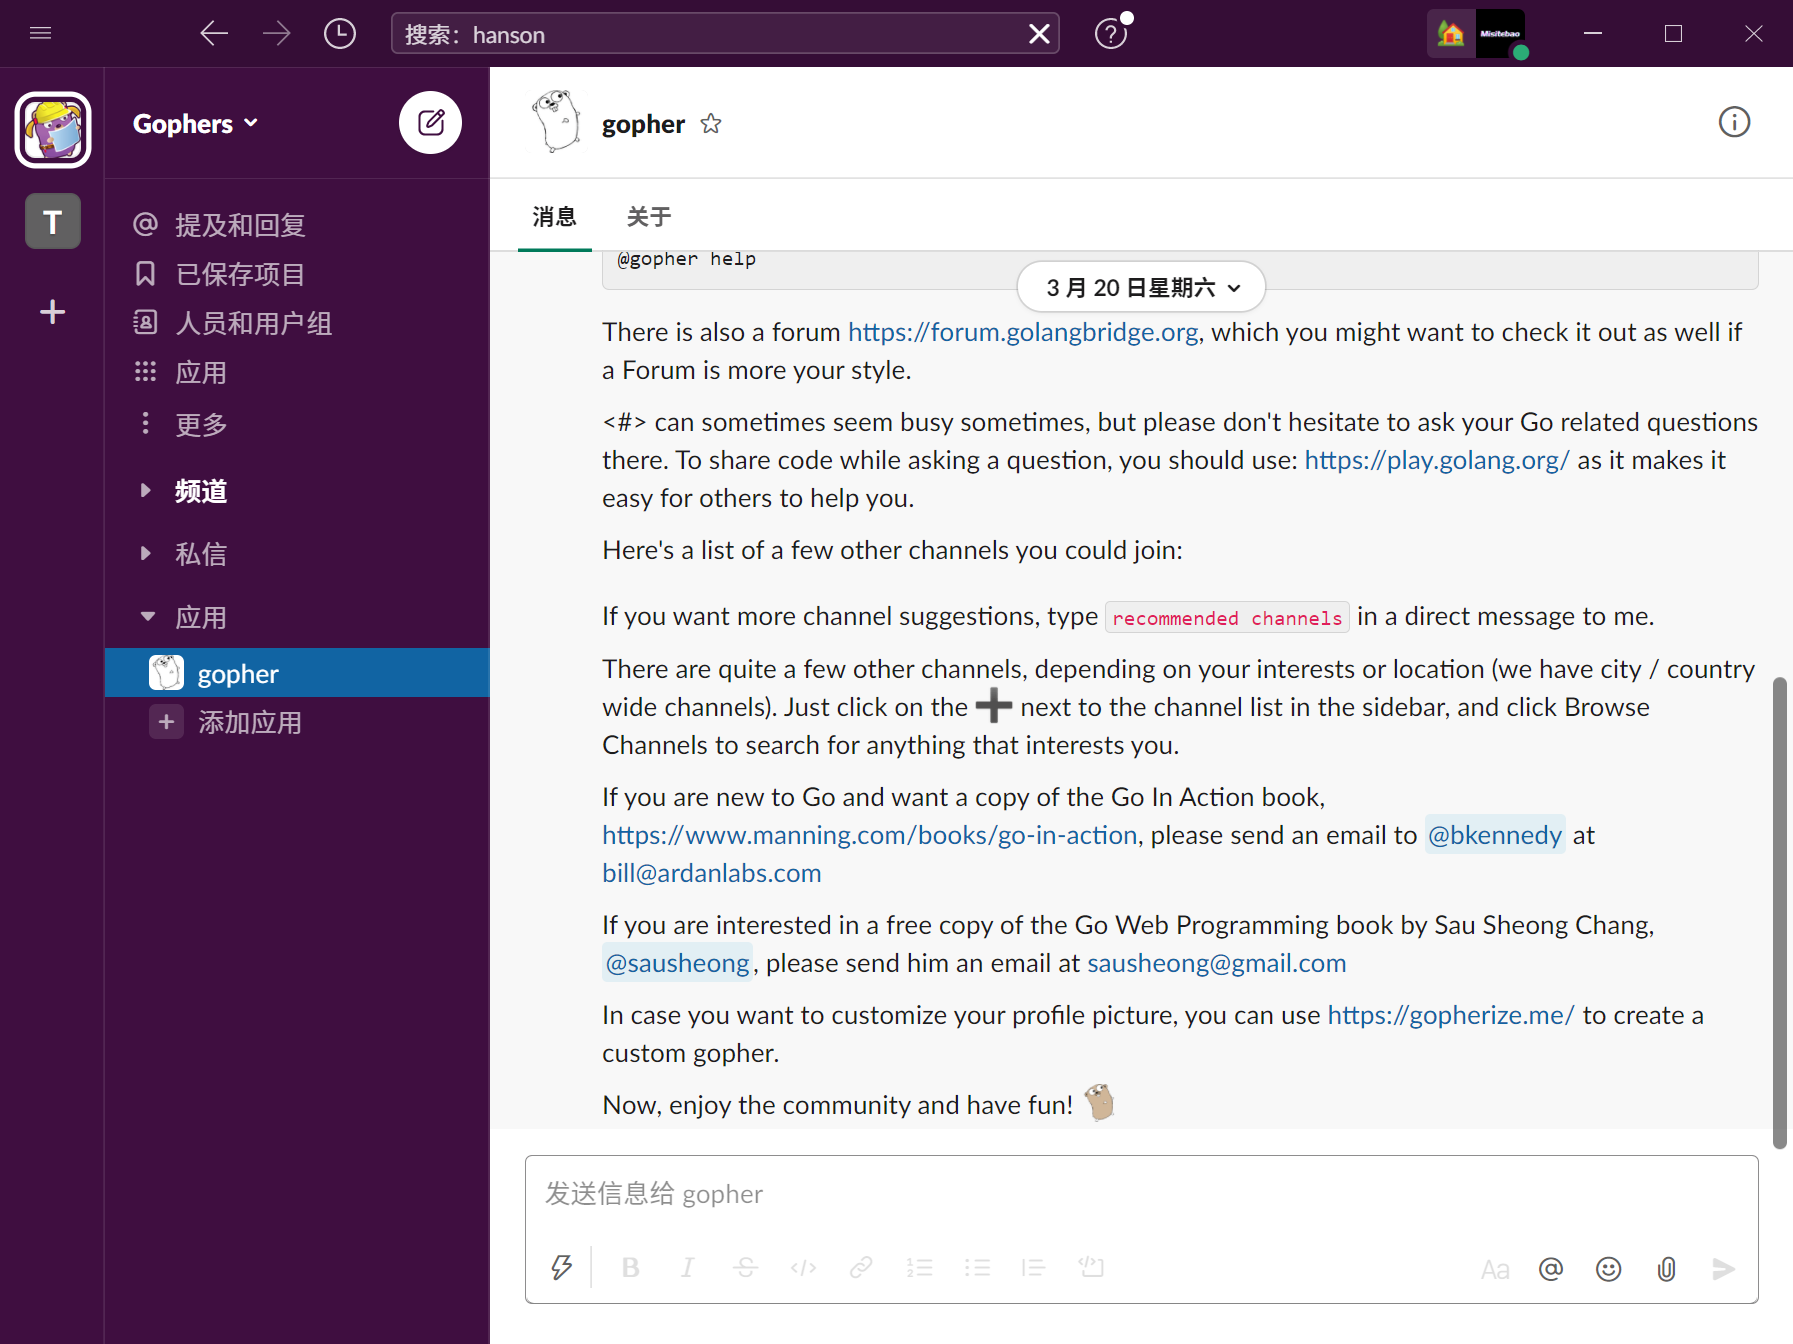 搜索：hanson
Misitebao
Gophers
T
提及和回复
已保存项目
人员和用户组
应用
更多
频道
私信
应用
gopher
添加应用
gopher
消息 关于
@gopher help
3 月 20 日星期六
There is also a forum https://forum.golangbridge.org, which you might want to check it out as well if
a Forum is more your style.
<#> can sometimes seem busy sometimes, but please don't hesitate to ask your Go related questions
there. To share code while asking a question, you should use: https://play.golang.org/ as it makes it
easy for others to help you.
Here's a list of a few other channels you could join:
If you want more channel suggestions, type recommended channels in a direct message to me.
There are quite a few other channels, depending on your interests or location (we have city / country
wide channels). Just click on the ➕ next to the channel list in the sidebar, and click Browse
Channels to search for anything that interests you.
If you are new to Go and want a copy of the Go In Action book,
https://www.manning.com/books/go-in-action, please send an email to @bkennedy at
bill@ardanlabs.com
If you are interested in a free copy of the Go Web Programming book by Sau Sheong Chang,
@sausheong, please send him an email at sausheong@gmail.com
In case you want to customize your profile picture, you can use https://gopherize.me/ to create a
custom gopher.
Now, enjoy the community and have fun!
发送信息给 gopher
B I S Aa @